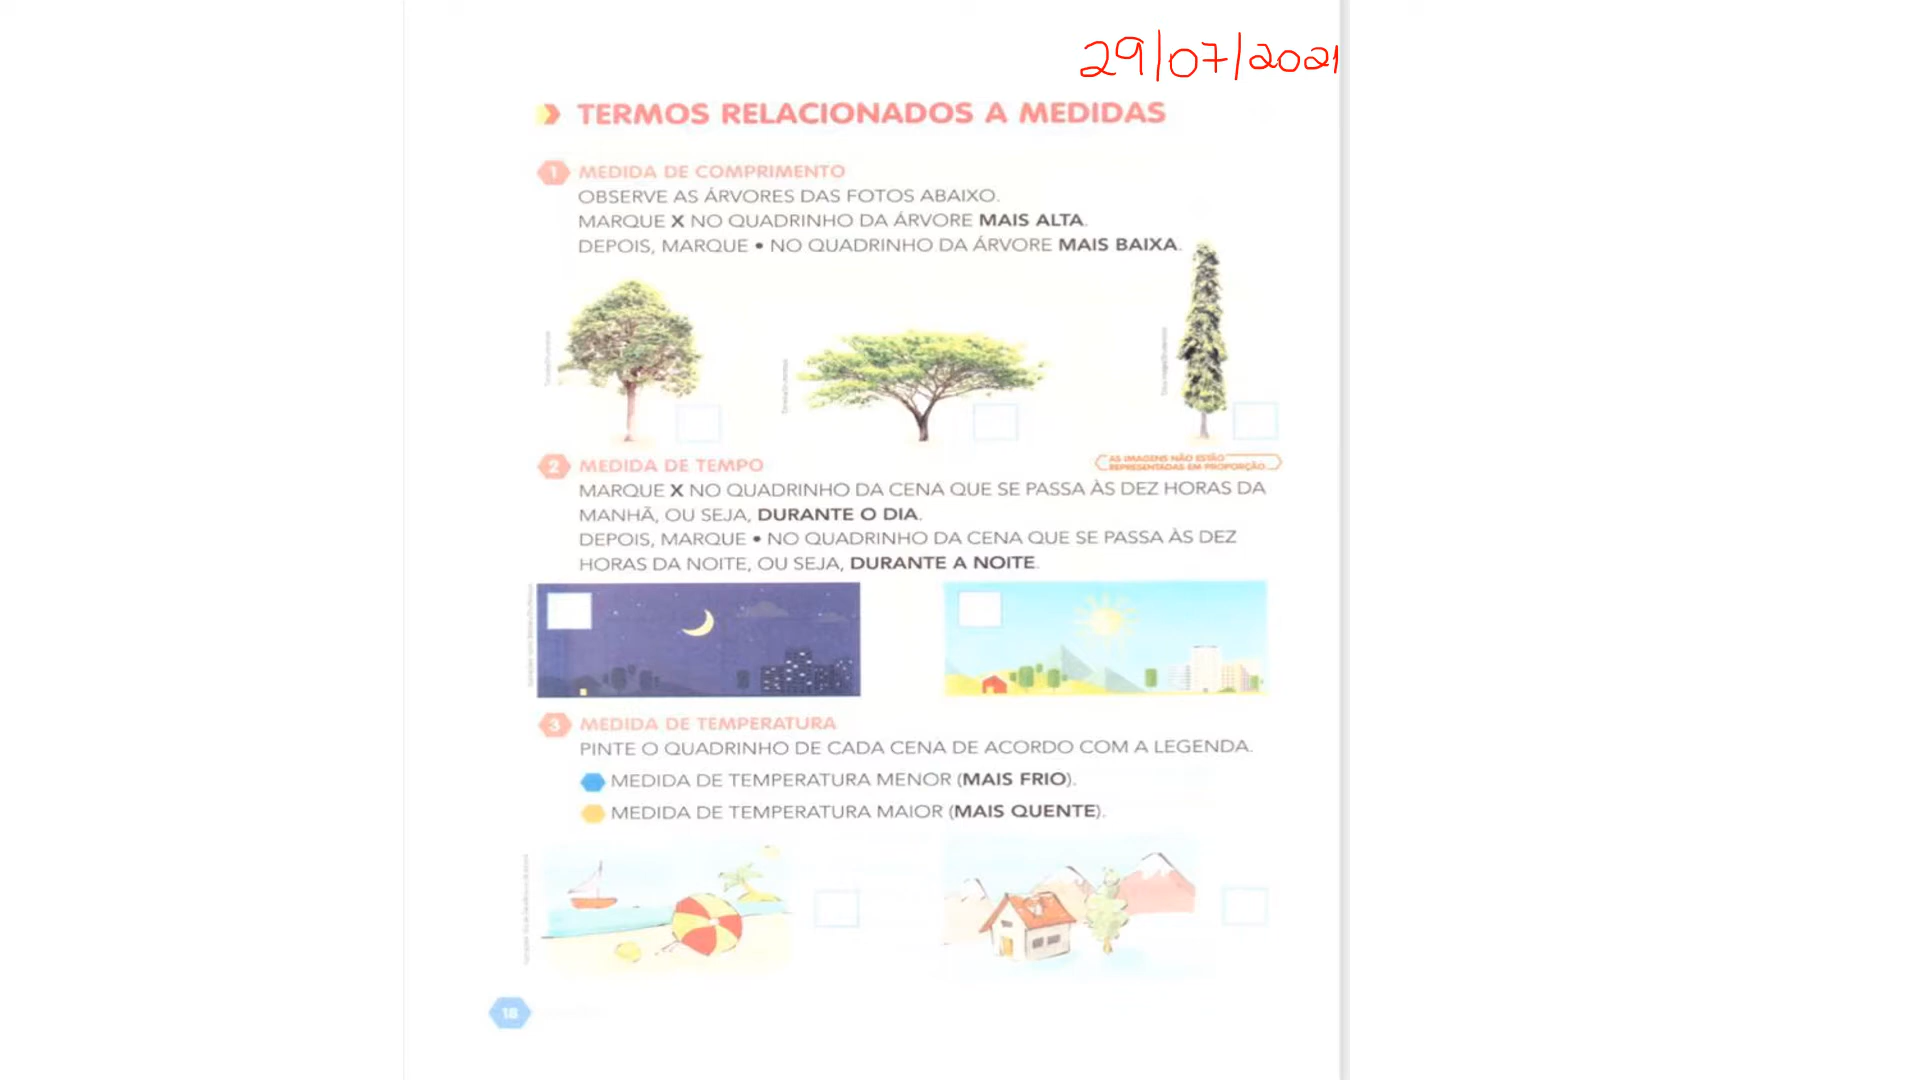 29/07/2021
TERMOS RELACIONADOS A MEDIDAS
1 MEDIDA DE COMPRIMENTO
OBSERVE AS ÁRVORES DAS FOTOS ABAIXO.
MARQUE X NO QUADRINHO DA ÁRVORE MAIS ALTA.
DEPOIS, MARQUE • NO QUADRINHO DA ÁRVORE MAIS BAIXA.
2 MEDIDA DE TEMPO
AS IMAGENS NÃO ESTÃO
REPRESENTADAS EM PROPORÇÃO.
MARQUE X NO QUADRINHO DA CENA QUE SE PASSA ÀS DEZ HORAS DA
MANHÃ, OU SEJA, DURANTE O DIA.
DEPOIS, MARQUE • NO QUADRINHO DA CENA QUE SE PASSA ÀS DEZ
HORAS DA NOITE, OU SEJA, DURANTE A NOITE.
3 MEDIDA DE TEMPERATURA
PINTE O QUADRINHO DE CADA CENA DE ACORDO COM A LEGENDA.
MEDIDA DE TEMPERATURA MENOR (MAIS FRIO).
MEDIDA DE TEMPERATURA MAIOR (MAIS QUENTE).
18